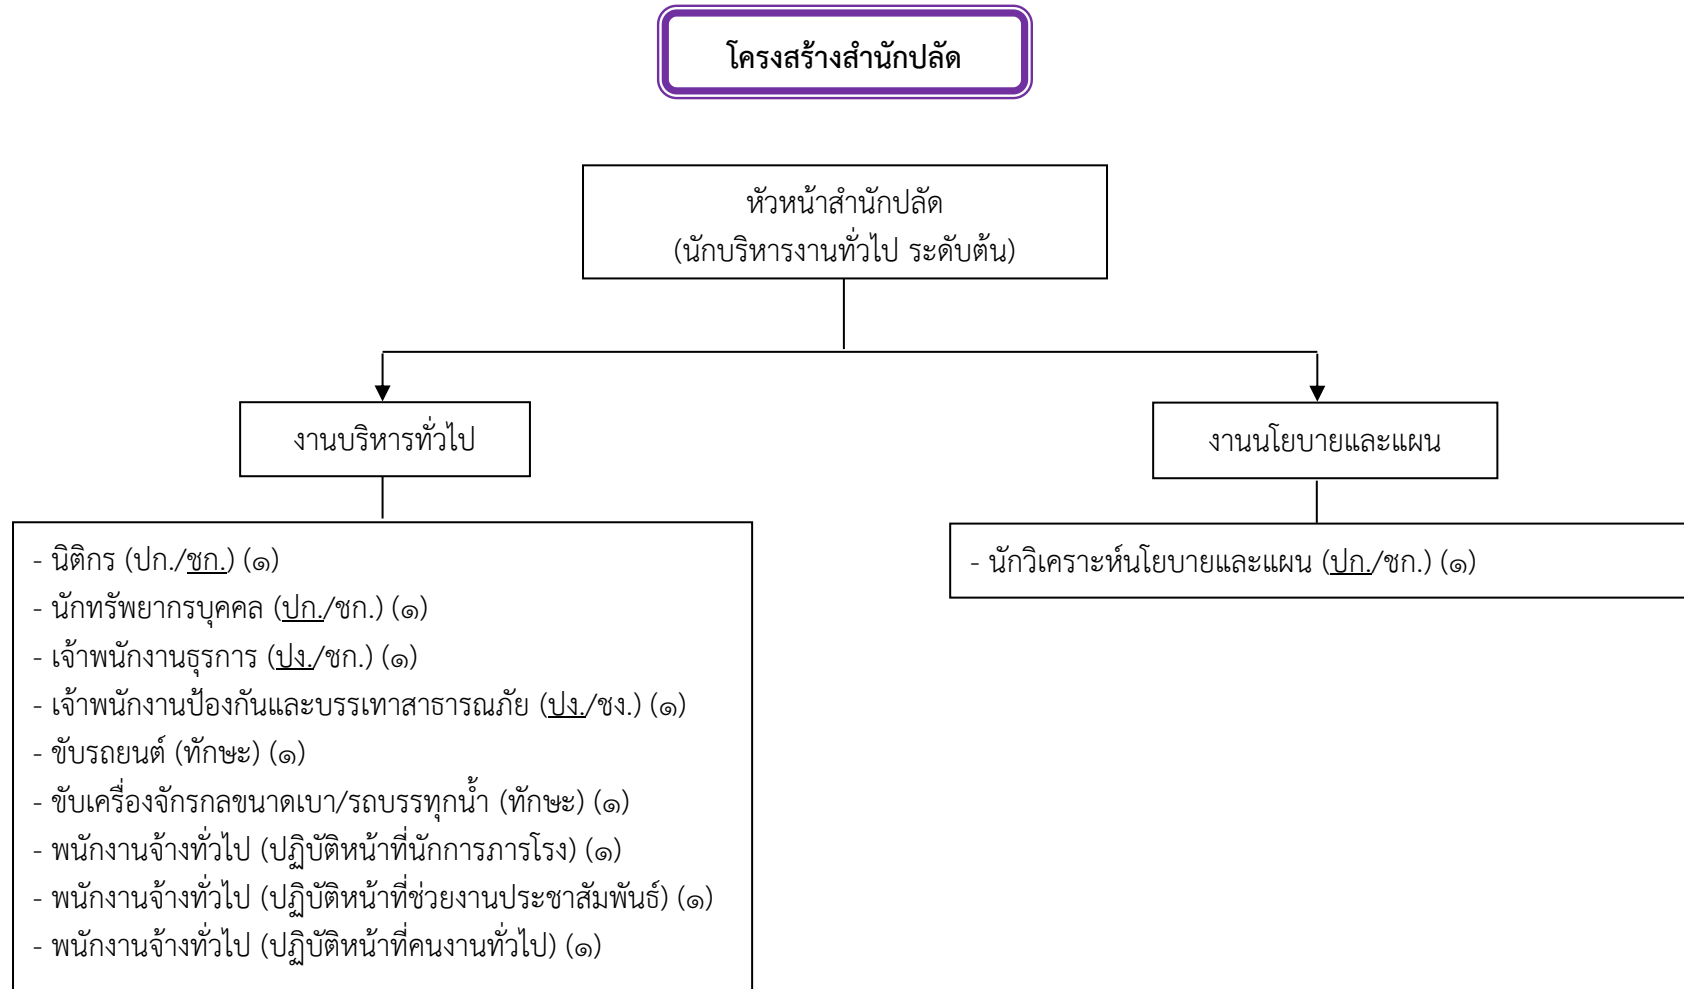 โครงสร้างสำนักปลัด
หัวหน้าสำนักปลัด
(นักบริหารงานทั่วไป ระดับต้น)
งานบริหารทั่วไป
- นิติกร (ปก./ชก.) (๑)
- นักทรัพยากรบุคคล (ปก./ชก.) (๑)
- เจ้าพนักงานธุรการ (ปง./ชก.) (๑)
- เจ้าพนักงานป้องกันและบรรเทาสาธารณภัย (ปง./ชง.) (๑)
- ขับรถยนต์ (ทักษะ) (๑)
- ขับเครื่องจักรกลขนาดเบา/รถบรรทุกน้ำ (ทักษะ) (๑)
- พนักงานจ้างทั่วไป (ปฏิบัติหน้าที่นักการภารโรง) (๑)
- พนักงานจ้างทั่วไป (ปฏิบัติหน้าที่ช่วยงานประชาสัมพันธ์) (๑)
- พนักงานจ้างทั่วไป (ปฏิบัติหน้าที่คนงานทั่วไป) (๑)
งานนโยบายและแผน
- นักวิเคราะห์นโยบายและแผน (ปก./ชก.) (๑)